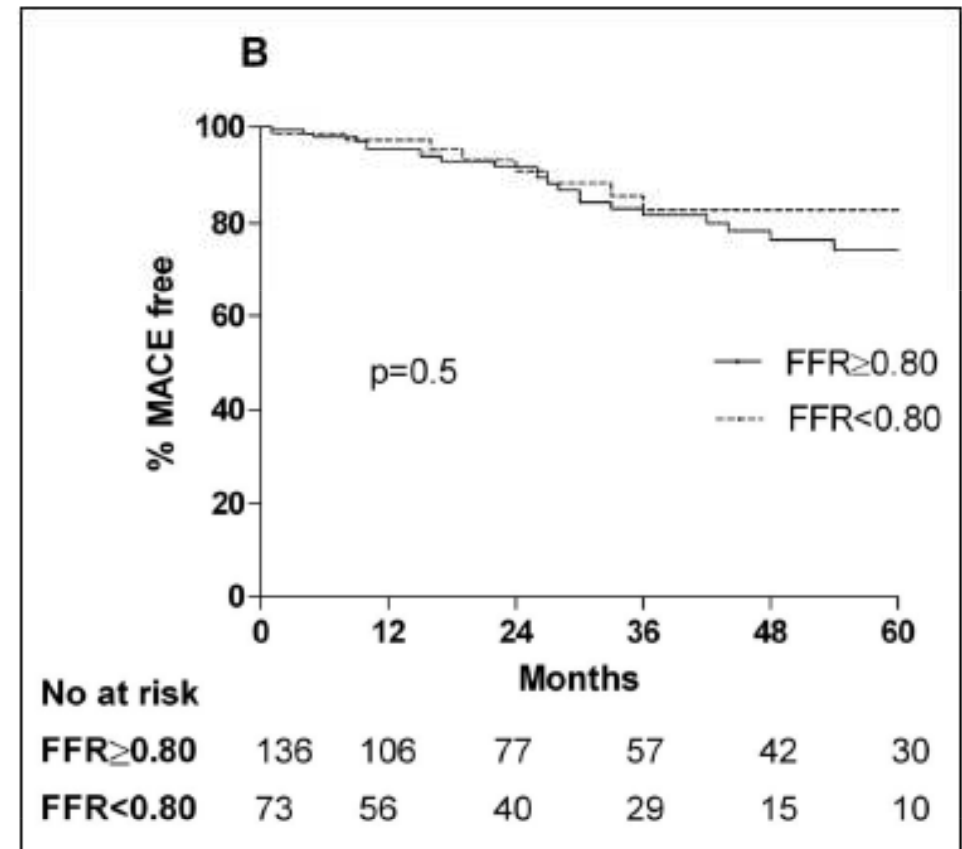 B
100
80
60
40
20
0
% MACE free
p=0.5
FFR≥0.80
FFR<0.80
0 12 24 36 48 60
Months
No at risk
FFR≥0.80 136 106 77 57 42 30
FFR<0.80 73 56 40 29 15 10